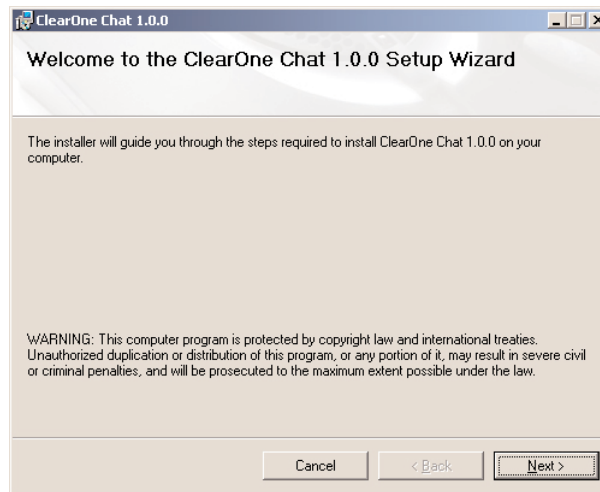 ClearOne Chat 1.0.0
Welcome to the ClearOne Chat 1.0.0 Setup Wizard
The installer will guide you through the steps required to install ClearOne Chat 1.0.0 on your
computer.
WARNING: This computer program is protected by copyright law and international treaties.
Unauthorized duplication or distribution of this program, or any portion of it, may result in severe civil
or criminal penalties, and will be prosecuted to the maximum extent possible under the law.
Cancel < Back Next >